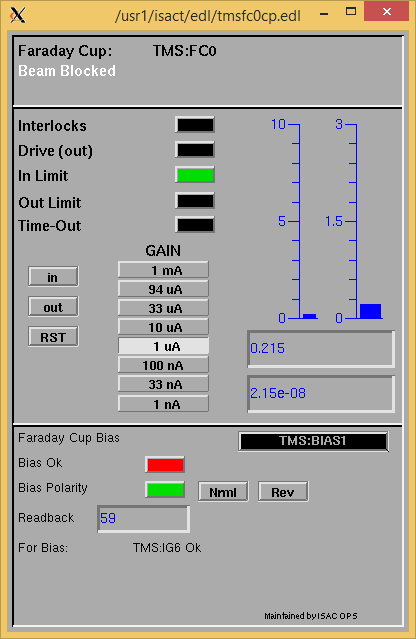 /usr1/isact/edl/tmsfc0cp.edl
Faraday Cup: TMS:FC0
Beam Blocked
Interlocks
Drive (out)
In Limit
Out Limit
Time-Out
10
5
0
3
1.5
0
GAIN
1 mA
94 uA
33 uA
10 uA
1 uA
100 nA
33 nA
1 nA
in
out
RST
0.215
2.15e-08
Faraday Cup Bias TMS:BIAS1
Bias Ok
Bias Polarity Nrml Rev
Readback 59
For Bias: TMS:IG6 Ok
Maintained by ISAC OPS